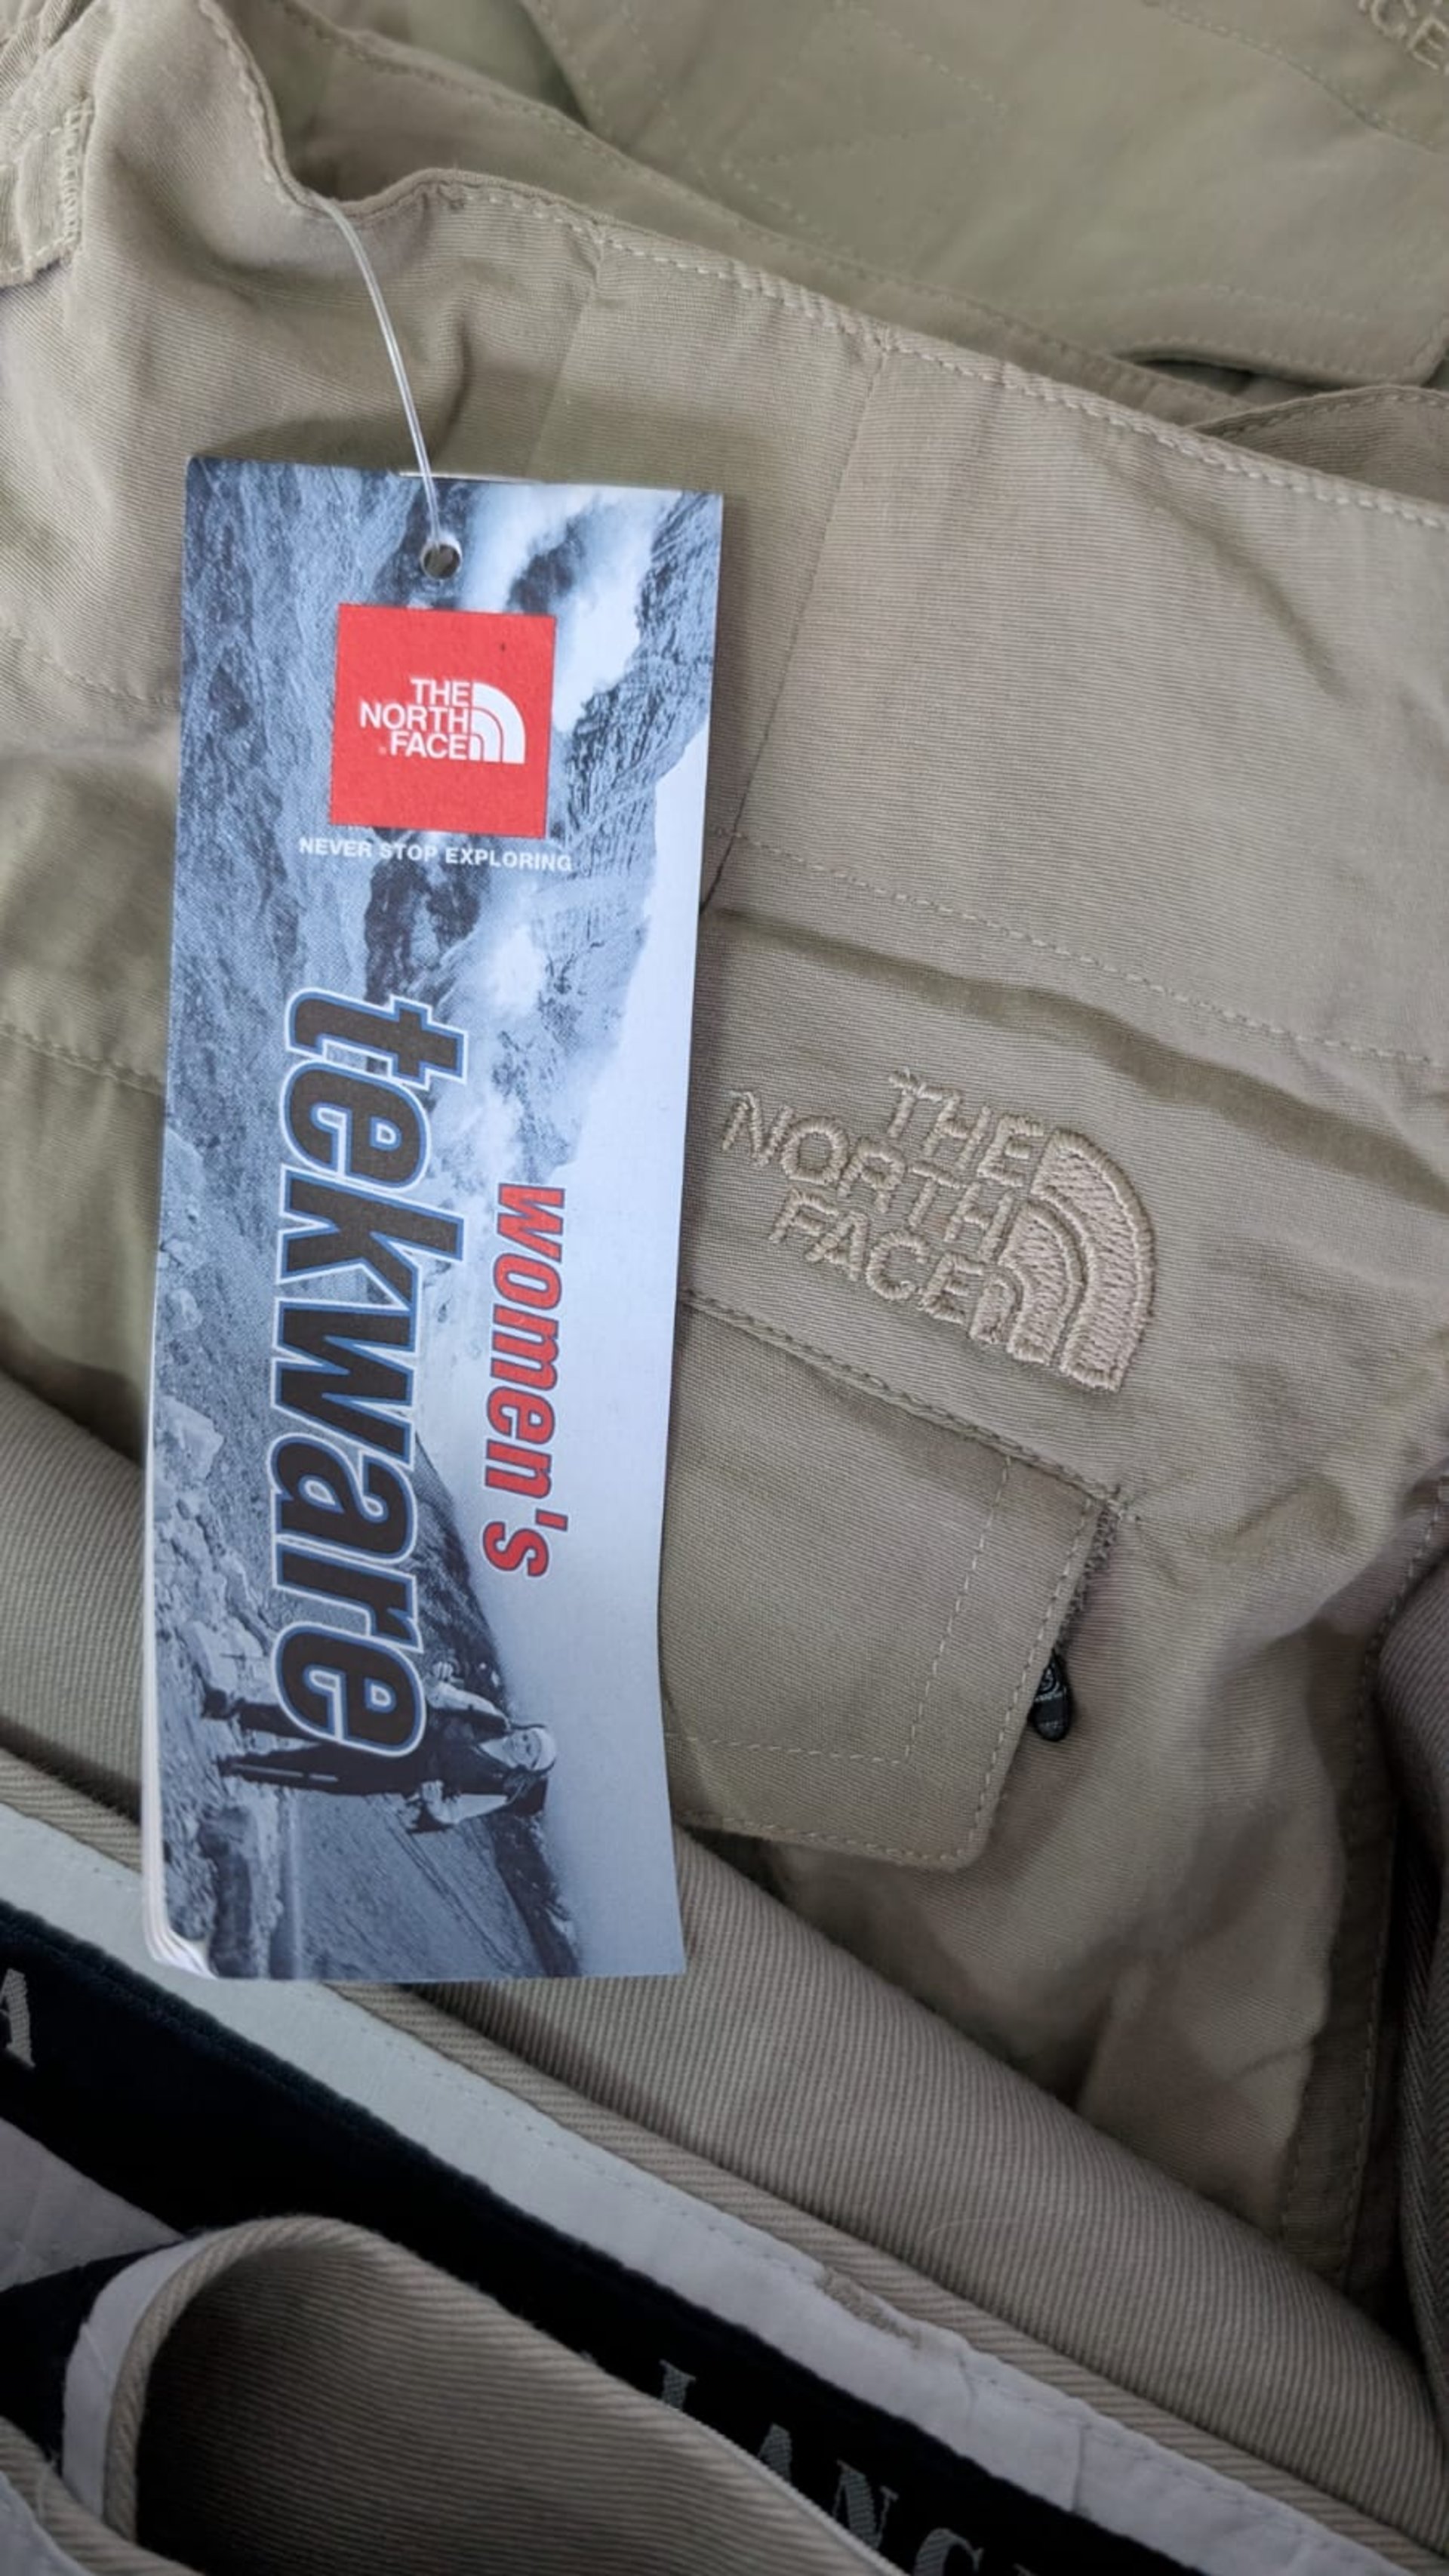 THE
NORTH
FACE
NEVER STOP EXPLORING
women's
tekware
THE
NORTH
FACE